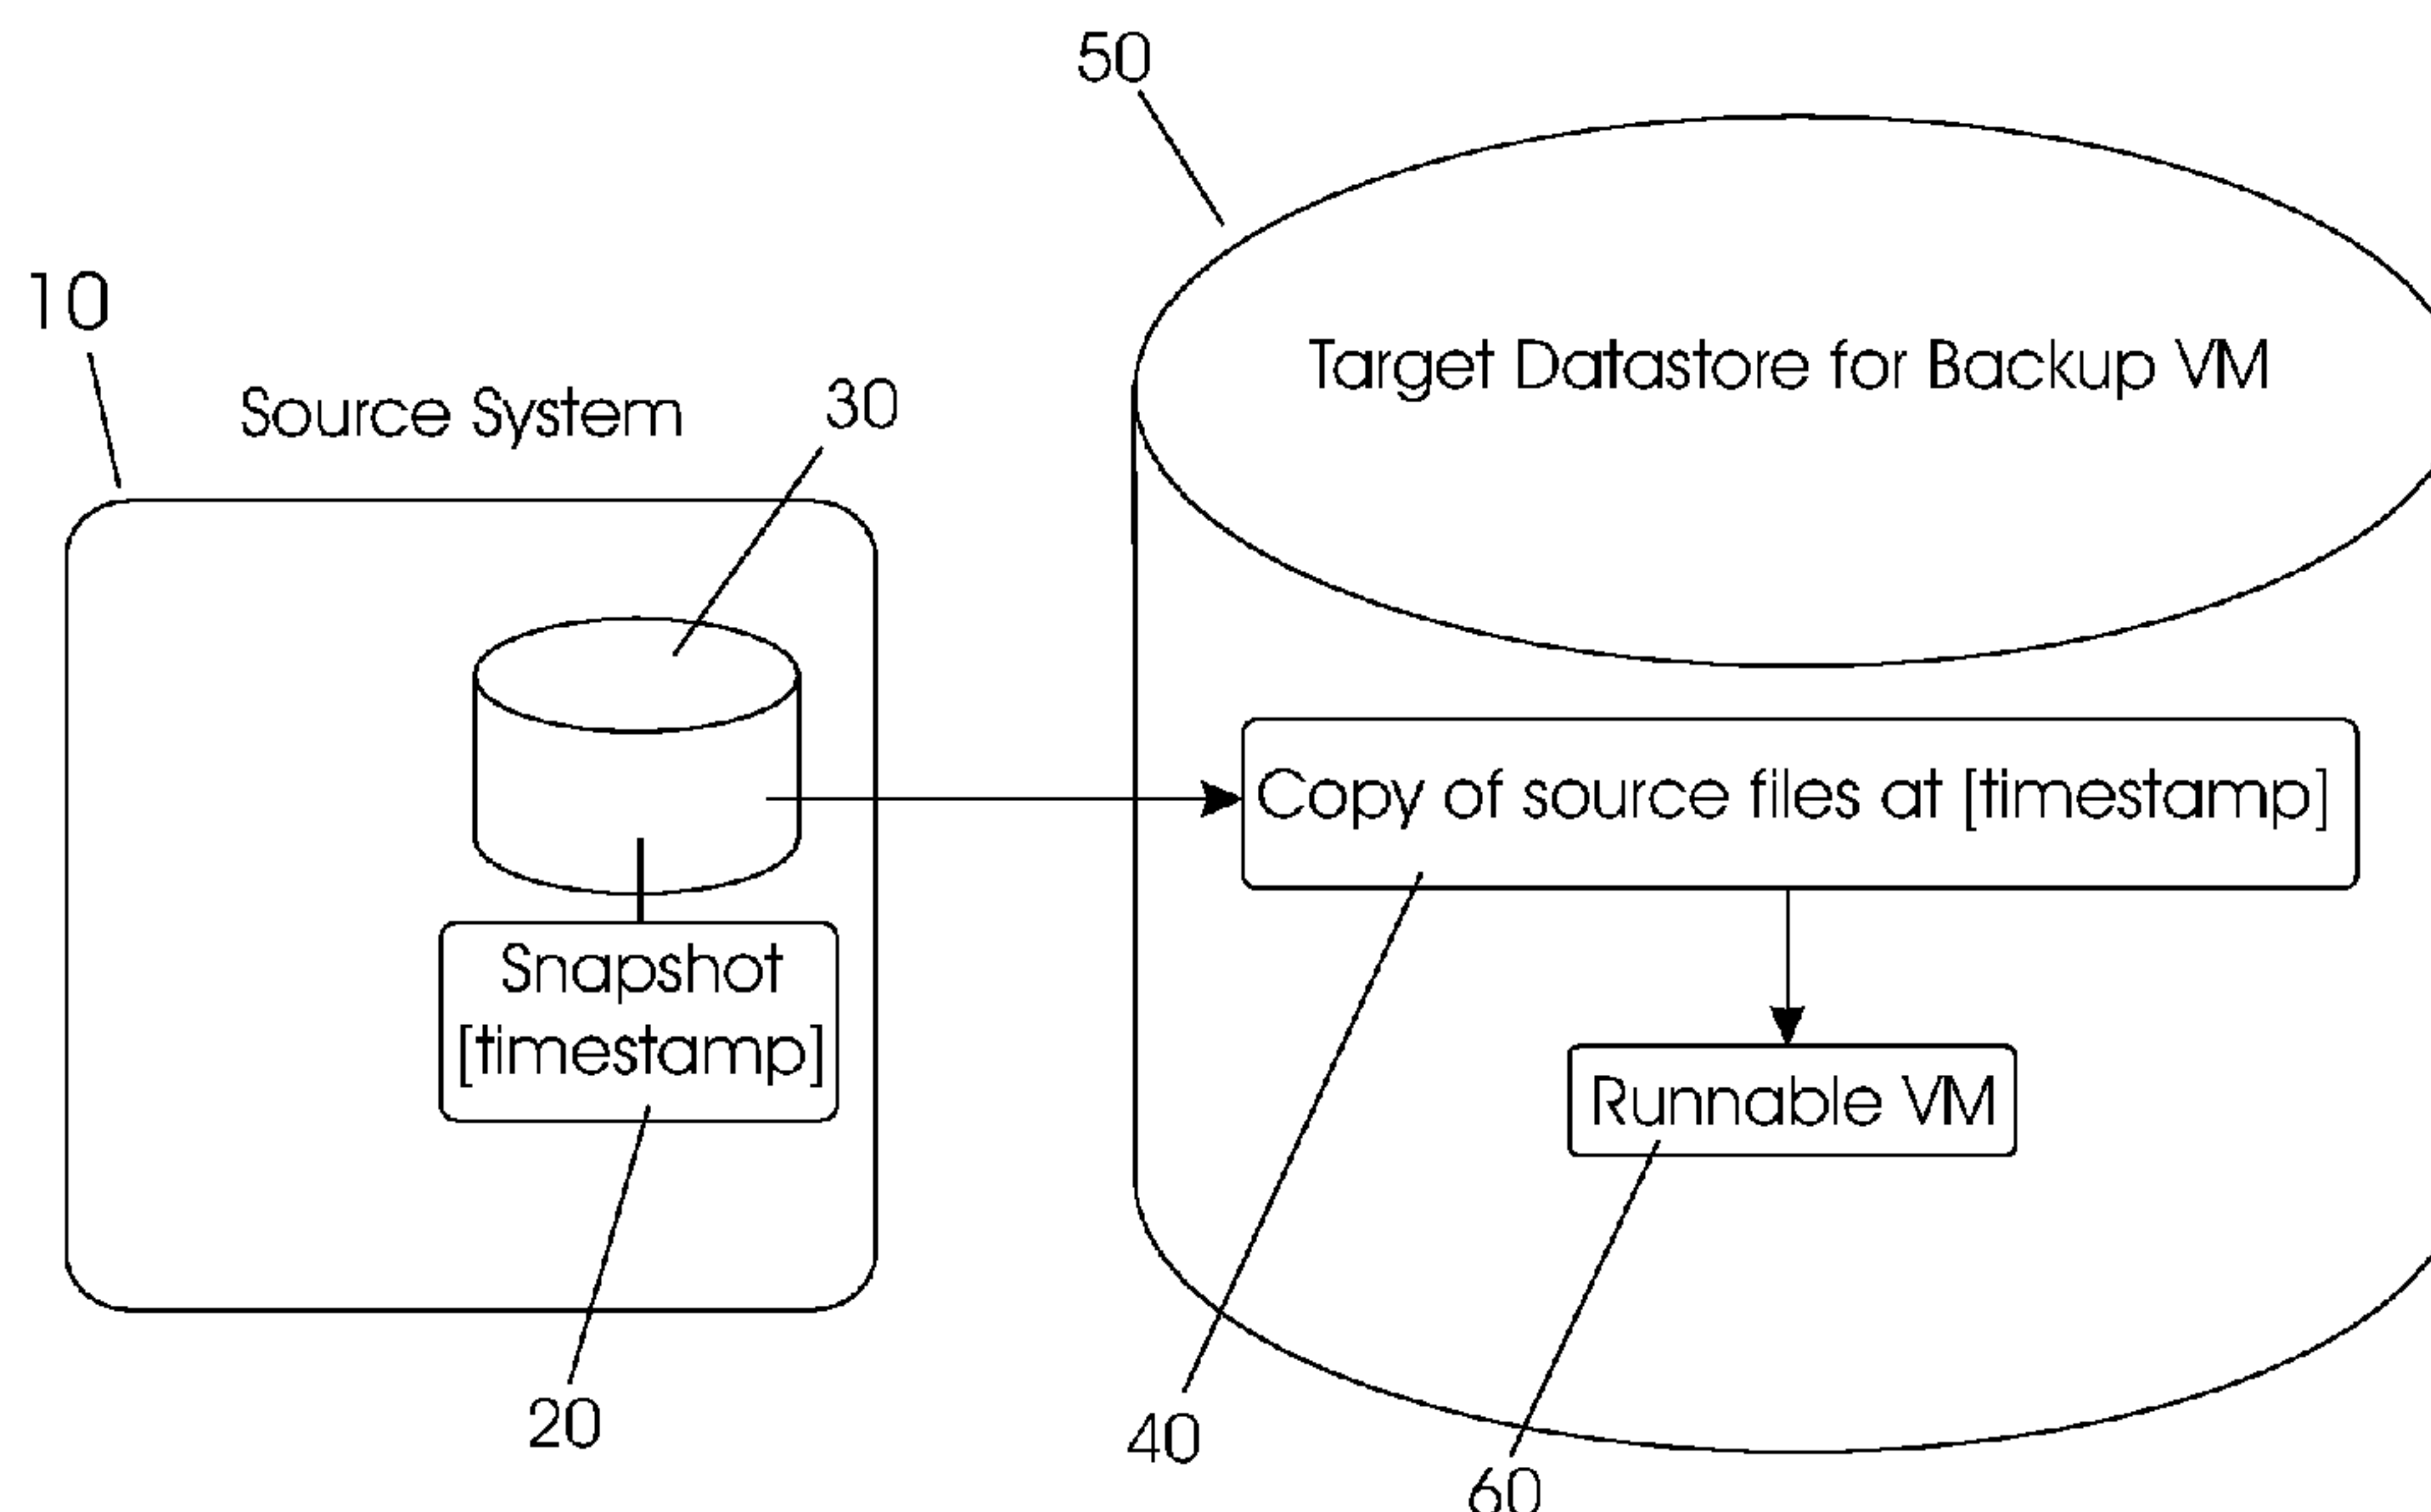 50
10
Source System
30
Target Datastore for Backup VM
Copy of source files at [timestamp]
Snapshot
[timestamp]
Runnable VM
20
40
60